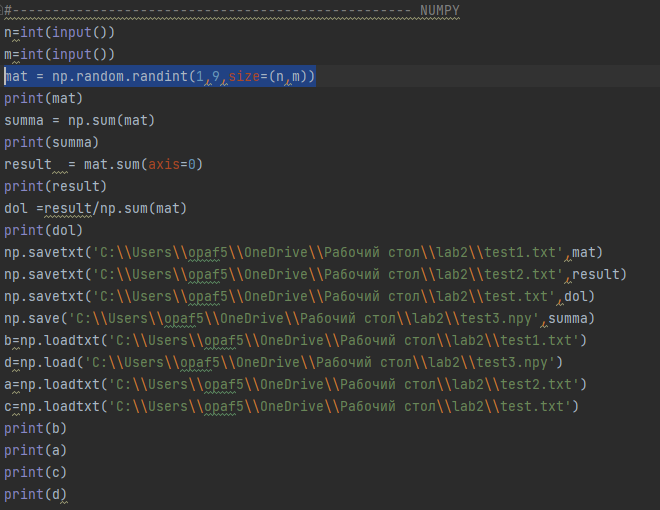 #------------------------------------------------ NUMPY
n=int(input())
m=int(input())
mat = np.random.randint(1,9,size=(n,m))
print(mat)
summa = np.sum(mat)
print(summa)
result  = mat.sum(axis=0)
print(result)
dol =result/np.sum(mat)
print(dol)
np.savetxt('C:\\Users\\opaf5\\OneDrive\\Рабочий стол\\lab2\\test1.txt',mat)
np.savetxt('C:\\Users\\opaf5\\OneDrive\\Рабочий стол\\lab2\\test2.txt',result)
np.savetxt('C:\\Users\\opaf5\\OneDrive\\Рабочий стол\\lab2\\test.txt',dol)
np.save('C:\\Users\\opaf5\\OneDrive\\Рабочий стол\\lab2\\test3.npy',summa)
b=np.loadtxt('C:\\Users\\opaf5\\OneDrive\\Рабочий стол\\lab2\\test1.txt')
d=np.load('C:\\Users\\opaf5\\OneDrive\\Рабочий стол\\lab2\\test3.npy')
a=np.loadtxt('C:\\Users\\opaf5\\OneDrive\\Рабочий стол\\lab2\\test2.txt')
c=np.loadtxt('C:\\Users\\opaf5\\OneDrive\\Рабочий стол\\lab2\\test.txt')
print(b)
print(a)
print(c)
print(d)